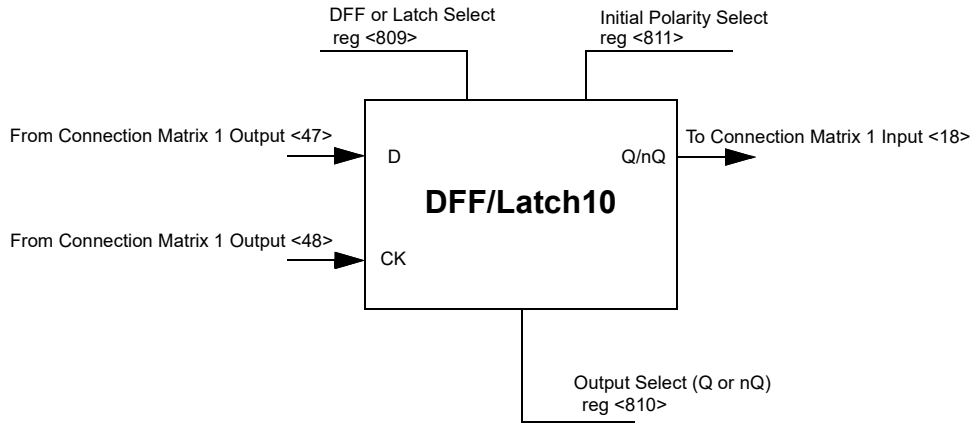 DFF or Latch Select
reg <809>
Initial Polarity Select
reg <811>
From Connection Matrix 1 Output <47>
D
Q/nQ
To Connection Matrix 1 Input <18>
DFF/Latch10
From Connection Matrix 1 Output <48>
CK
Output Select (Q or nQ)
reg <810>